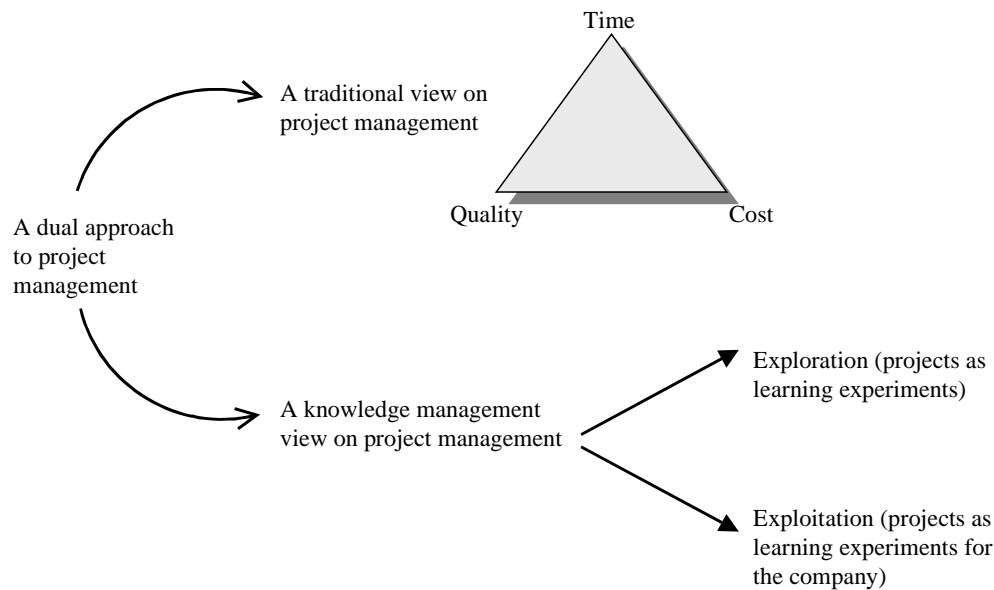 Time
A traditional view on
project management
Quality
Cost
A dual approach
to project
management
Exploration (projects as
learning experiments)
A knowledge management
view on project management
Exploitation (projects as
learning experiments for
the company)